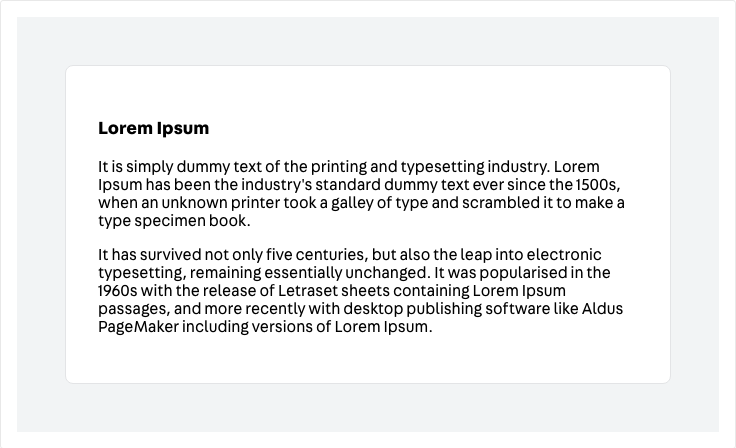 Lorem Ipsum
It is simply dummy text of the printing and typesetting industry. Lorem
Ipsum has been the industry's standard dummy text ever since the 1500s,
when an unknown printer took a galley of type and scrambled it to make a
type specimen book.
It has survived not only five centuries, but also the leap into electronic
typesetting, remaining essentially unchanged. It was popularised in the
1960s with the release of Letraset sheets containing Lorem Ipsum
passages, and more recently with desktop publishing software like Aldus
PageMaker including versions of Lorem Ipsum.